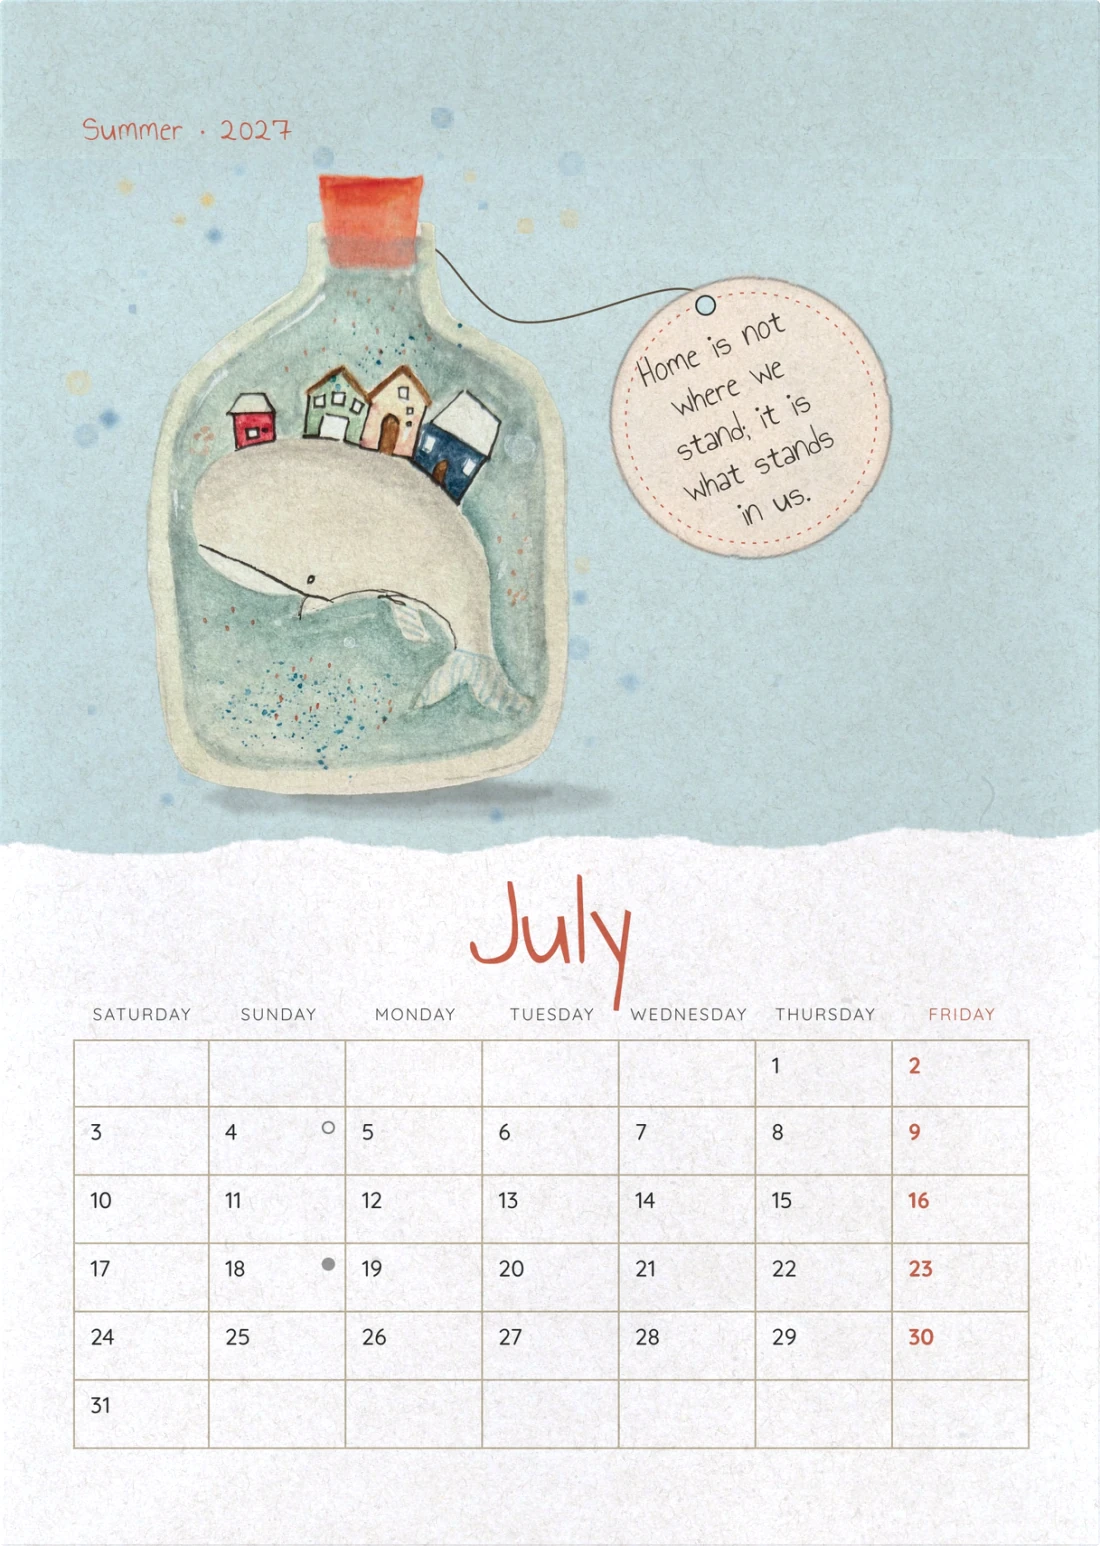 Summer · 2027
Home is not
where we
stand; it is
what stands
in us.
July
SATURDAY SUNDAY MONDAY TUESDAY WEDNESDAY THURSDAY FRIDAY
1 2
3 4 5 6 7 8 9
10 11 12 13 14 15 16
17 18 19 20 21 22 23
24 25 26 27 28 29 30
31